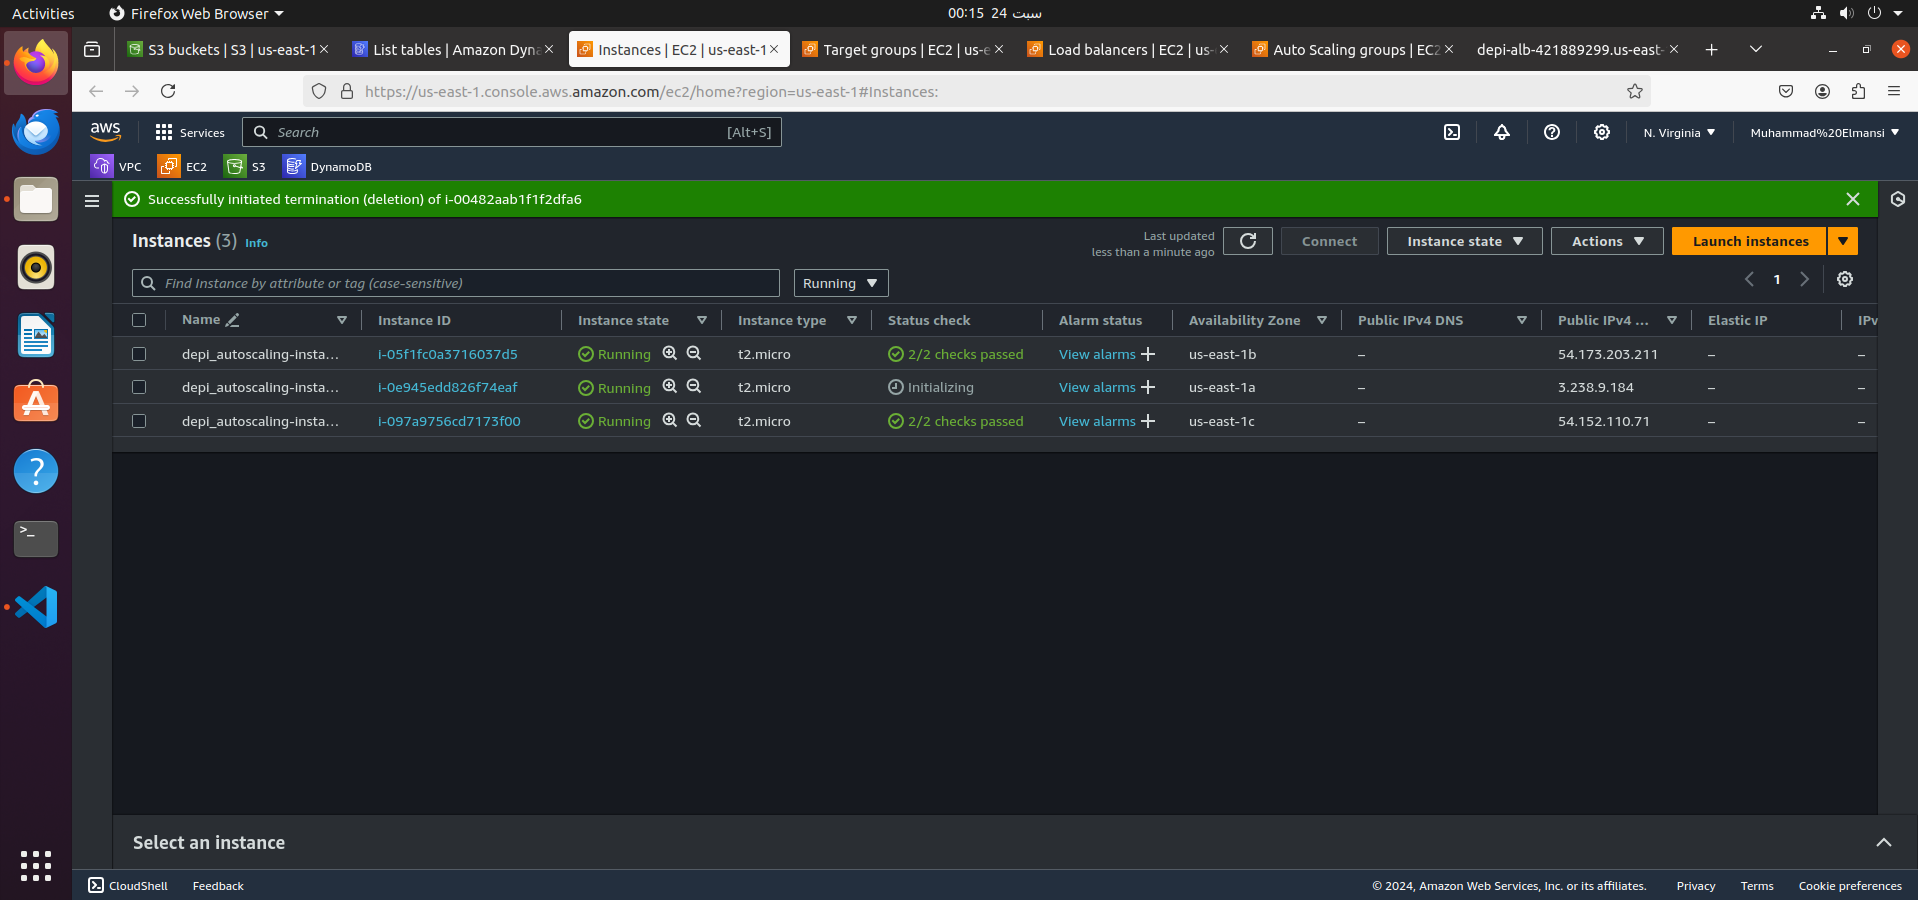 Activities Firefox Web Browser 00:15 24 سبت
S3 buckets | S3 | us-east-1 List tables | Amazon Dyna Instances | EC2 | us-east-1 Target groups | EC2 | us-e Load balancers | EC2 | us- Auto Scaling groups | EC2 depi-alb-421889299.us-east-
https://us-east-1.console.aws.amazon.com/ec2/home?region=us-east-1#Instances:
aws Services Search [Alt+S] N. Virginia Muhammad%20Elmansi
VPC EC2 S3 DynamoDB
Successfully initiated termination (deletion) of i-00482aab1f1f2dfa6
Instances (3) Info Last updated less than a minute ago Connect Instance state Actions Launch instances
Find Instance by attribute or tag (case-sensitive) Running 1
Name Instance ID Instance state Instance type Status check Alarm status Availability Zone Public IPv4 DNS Public IPv4 ... Elastic IP IPv
depi_autoscaling-insta… i-05f1fc0a3716037d5 Running t2.micro 2/2 checks passed View alarms + us-east-1b – 54.173.203.211 – –
depi_autoscaling-insta… i-0e945edd826f74eaf Running t2.micro Initializing View alarms + us-east-1a – 3.238.9.184 – –
depi_autoscaling-insta… i-097a9756cd7173f00 Running t2.micro 2/2 checks passed View alarms + us-east-1c – 54.152.110.71 – –
Select an instance
CloudShell Feedback © 2024, Amazon Web Services, Inc. or its affiliates. Privacy Terms Cookie preferences